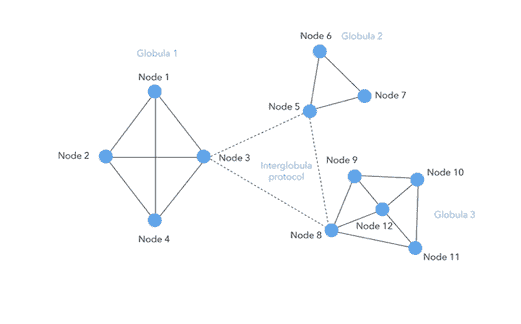 Node 6
Globula 2
Globula 1
Node 1
Node 7
Node 5
Node 2
Node 3
Node 9
Interglobula
protocol
Node 10
Globula 3
Node 12
Node 8
Node 4
Node 11